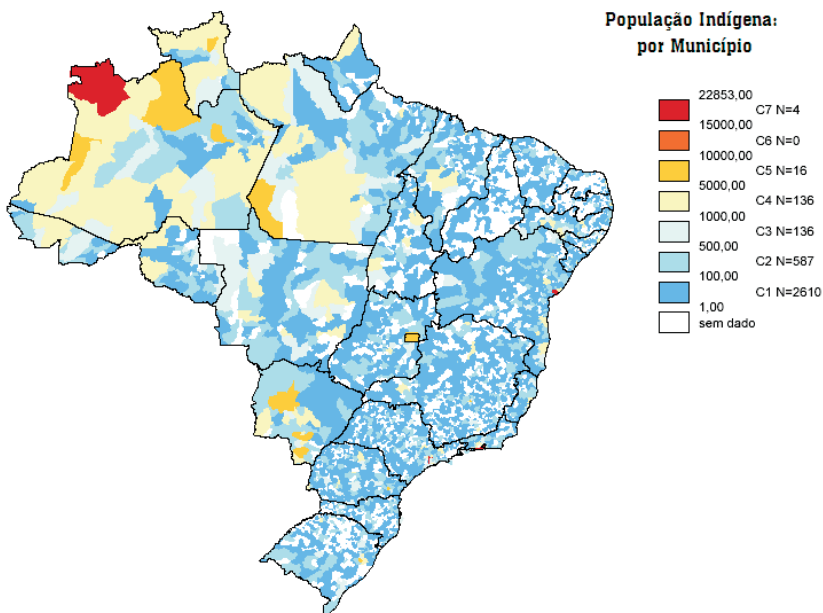 População Indígena:
por Município
22853,00
C7 N=4
15000,00
C6 N=0
10000,00
C5 N=16
5000,00
C4 N=136
1000,00
C3 N=136
500,00
C2 N=587
100,00
C1 N=2610
1,00
sem dado